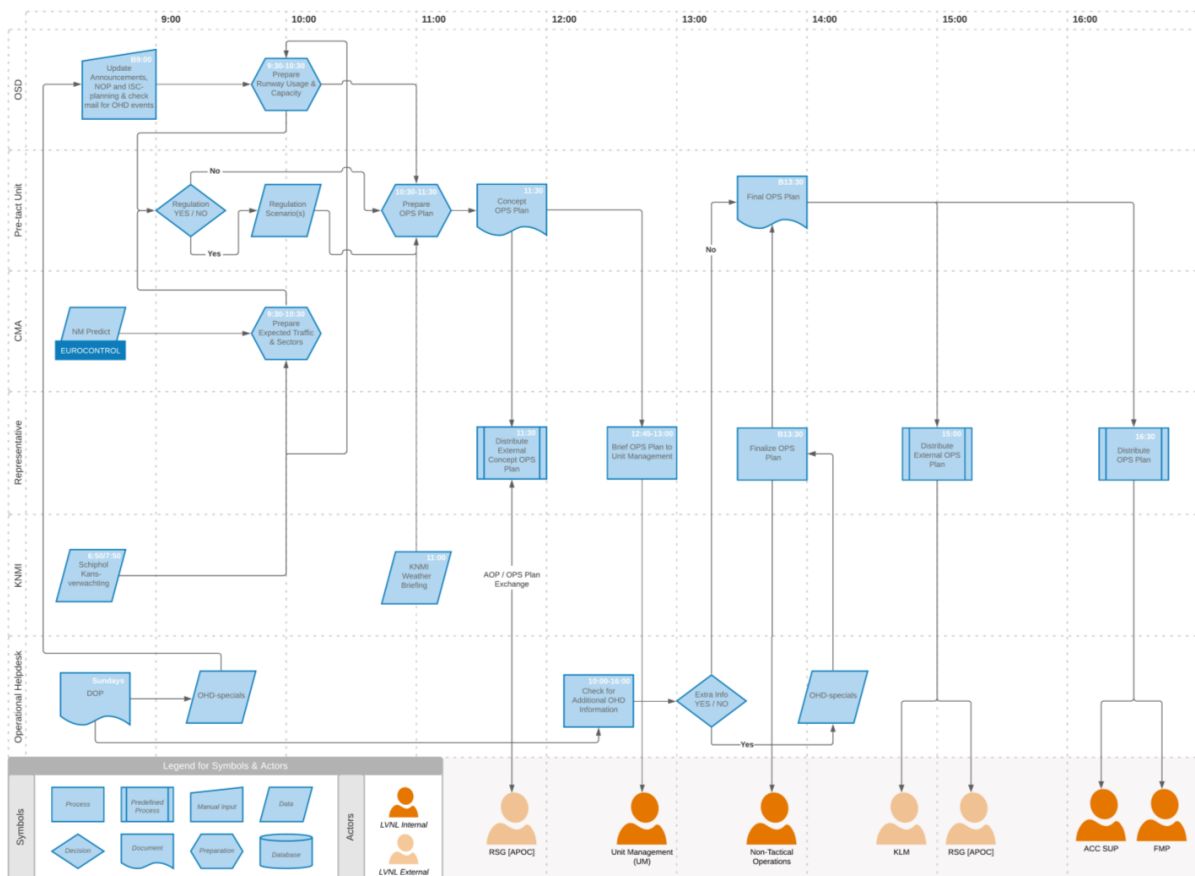 9:00
10:00
11:00
12:00
13:00
14:00
15:00
16:00
OSD
B9:00
Update
Announcements,
NOP and ISC-
planning & check
mail for OHD events
9:30-10:30
Prepare
Runway Usage &
Capacity
Pre-tact Unit
Regulation
YES / NO
No
Yes
Regulation
Scenario(s)
10:30-11:30
Prepare
OPS Plan
11:30
Concept
OPS Plan
B13:30
Final OPS Plan
No
CMA
NM Predict
EUROCONTROL
9:30-10:30
Prepare
Expected Traffic
& Sectors
Representative
11:30
Distribute
External
Concept OPS
Plan
12:45-13:00
Brief OPS Plan to
Unit Management
B13:30
Finalize OPS
Plan
15:00
Distribute
External OPS
Plan
16:30
Distribute
OPS Plan
KNMI
6:50/7:50
Schiphol
Kans-
verwachting
11:00
KNMI
Weather
Briefing
AOP / OPS Plan
Exchange
Operational Helpdesk
Sundays
DOP
OHD-specials
10:00-16:00
Check for
Additional OHD
Information
Extra Info
YES / NO
Yes
OHD-specials
Legend for Symbols & Actors
Symbols
Process
Predefined
Process
Manual Input
Data
Decision
Document
Preparation
Database
Actors
LVNL Internal
LVNL External
RSG [APOC]
Unit Management
(UM)
Non-Tactical
Operations
KLM
RSG [APOC]
ACC SUP
FMP